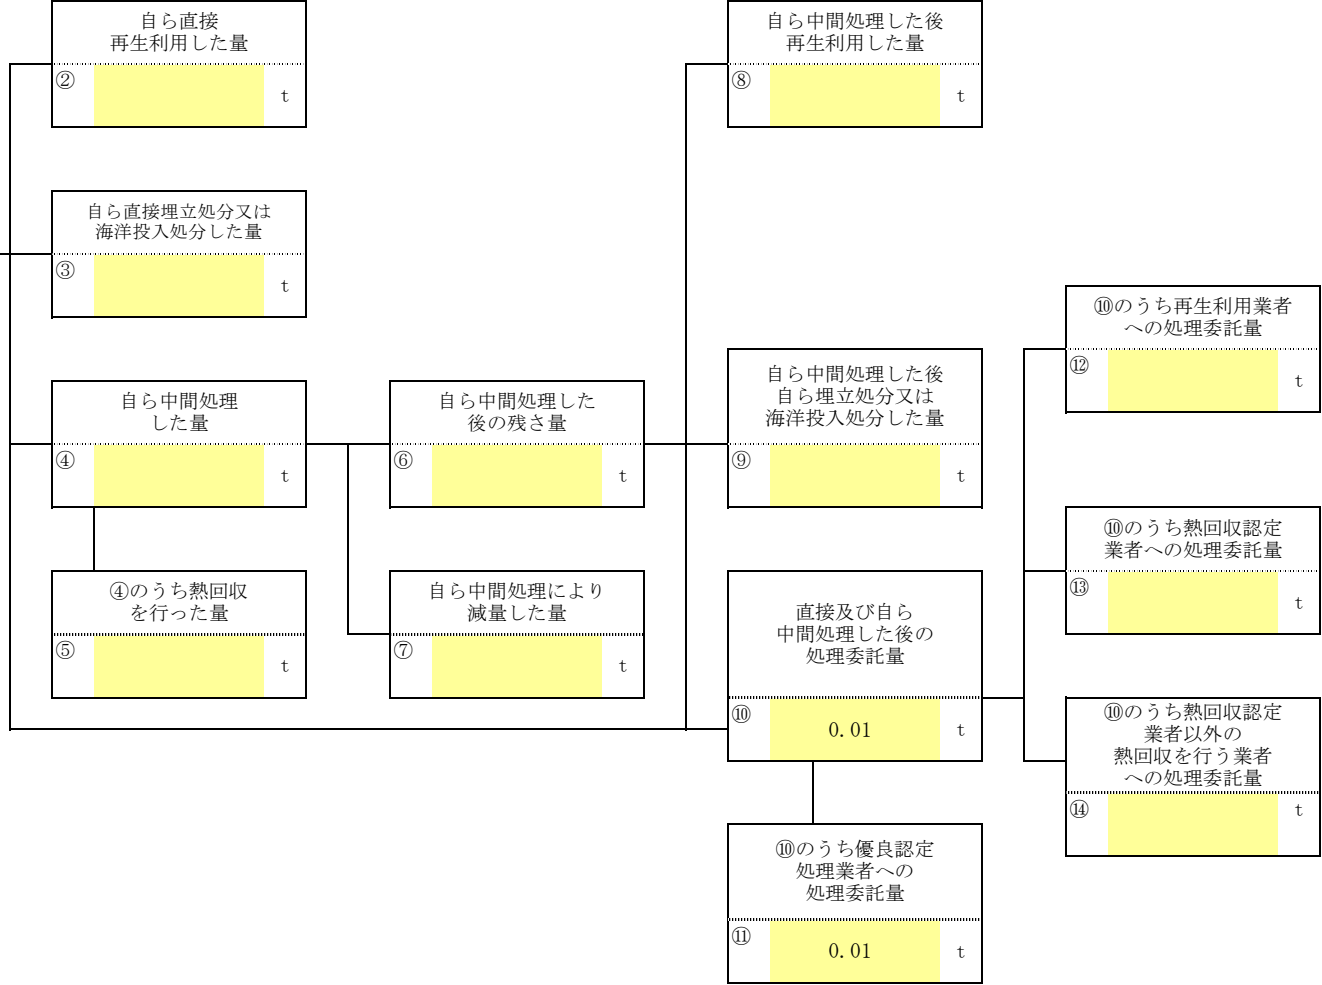 自ら直接
再生利用した量
②
t
自ら中間処理した後
再生利用した量
⑧
t
自ら直接埋立処分又は
海洋投入処分した量
③
t
⑩のうち再生利用業者
への処理委託量
⑫
t
自ら中間処理
した量
④
t
自ら中間処理した
後の残さ量
⑥
t
自ら中間処理した後
自ら埋立処分又は
海洋投入処分した量
⑨
t
⑩のうち熱回収認定
業者への処理委託量
⑬
t
④のうち熱回収
を行った量
⑤
t
自ら中間処理により
減量した量
⑦
t
直接及び自ら
中間処理した後の
処理委託量
⑩
0.01
t
⑩のうち熱回収認定
業者以外の
熱回収を行う業者
への処理委託量
⑭
t
⑩のうち優良認定
処理業者への
処理委託量
⑪
0.01
t